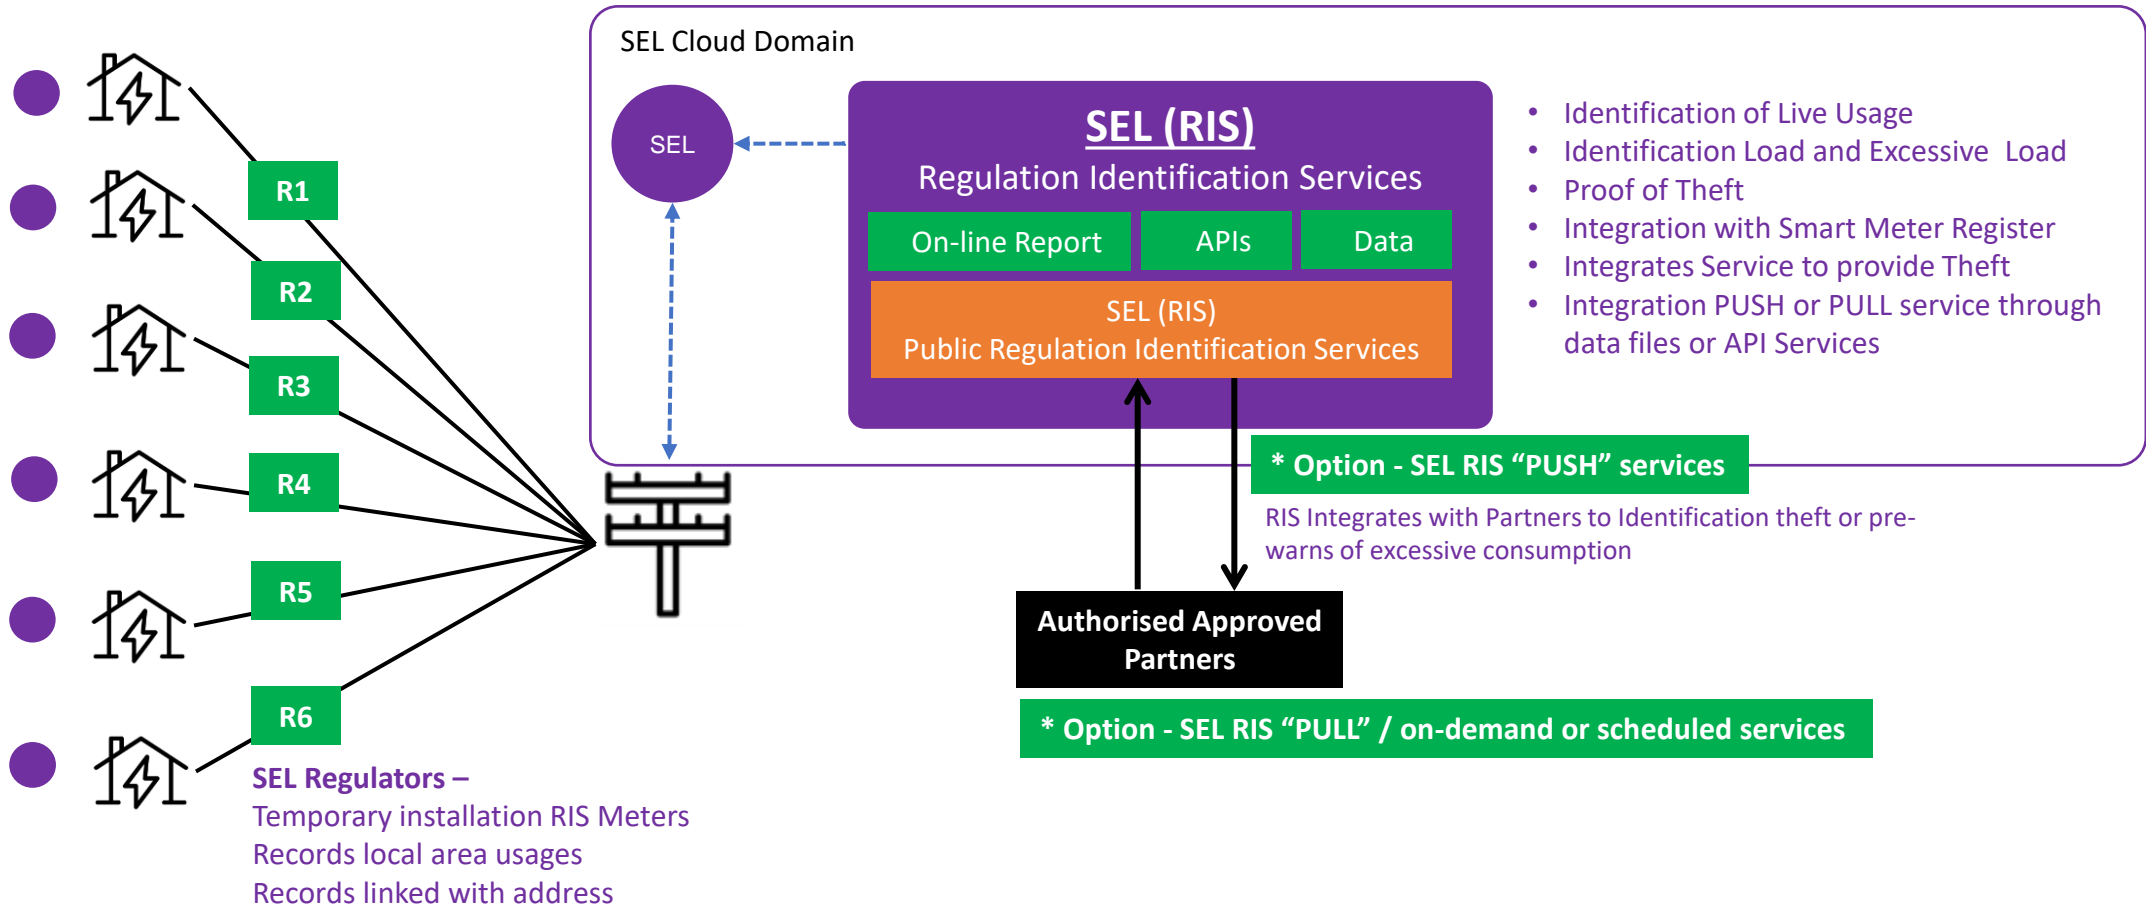 SEL Cloud Domain
SEL
SEL (RIS)
Regulation Identification Services
On-line Report
APIs
Data
SEL (RIS)
Public Regulation Identification Services
• Identification of Live Usage
• Identification Load and Excessive  Load
• Proof of Theft
• Integration with Smart Meter Register
• Integrates Service to provide Theft
• Integration PUSH or PULL service through
data files or API Services
R1
R2
R3
R4
R5
R6
* Option - SEL RIS “PUSH” services
RIS Integrates with Partners to Identification theft or pre-
warns of excessive consumption
Authorised Approved
Partners
* Option - SEL RIS “PULL” / on-demand or scheduled services
SEL Regulators –
Temporary installation RIS Meters
Records local area usages
Records linked with address